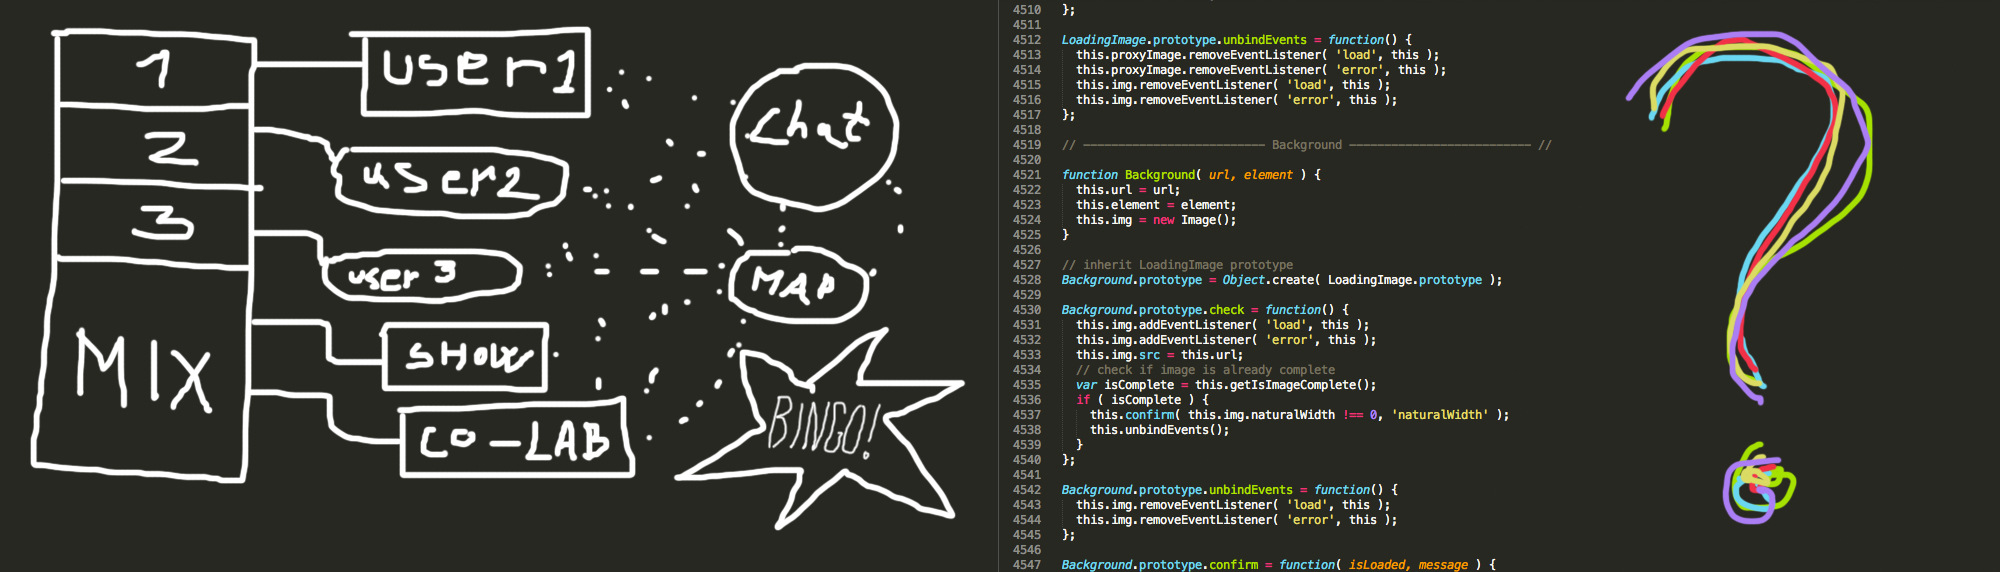 1
2
3
MIX
user1
user2
user3
SHOW
CO-LAB
Chat
MAP
BINGO!
4510 };
4511
4512 LoadingImage.prototype.unbindEvents = function() {
4513 this.proxyImage.removeEventListener( 'load', this );
4514 this.proxyImage.removeEventListener( 'error', this );
4515 this.img.removeEventListener( 'load', this );
4516 this.img.removeEventListener( 'error', this );
4517 };
4518
4519 // -------------------------- Background -------------------------- //
4520
4521 function Background( url, element ) {
4522 this.url = url;
4523 this.element = element;
4524 this.img = new Image();
4525 }
4526
4527 // inherit LoadingImage prototype
4528 Background.prototype = Object.create( LoadingImage.prototype );
4529
4530 Background.prototype.check = function() {
4531 this.img.addEventListener( 'load', this );
4532 this.img.addEventListener( 'error', this );
4533 this.img.src = this.url;
4534 // check if image is already complete
4535 var isComplete = this.getIsImageComplete();
4536 if ( isComplete ) {
4537 this.confirm( this.img.naturalWidth !== 0, 'naturalWidth' );
4538 this.unbindEvents();
4539 }
4540 };
4541
4542 Background.prototype.unbindEvents = function() {
4543 this.img.removeEventListener( 'load', this );
4544 this.img.removeEventListener( 'error', this );
4545 };
4546
4547 Background.prototype.confirm = function( isLoaded, message ) {
?